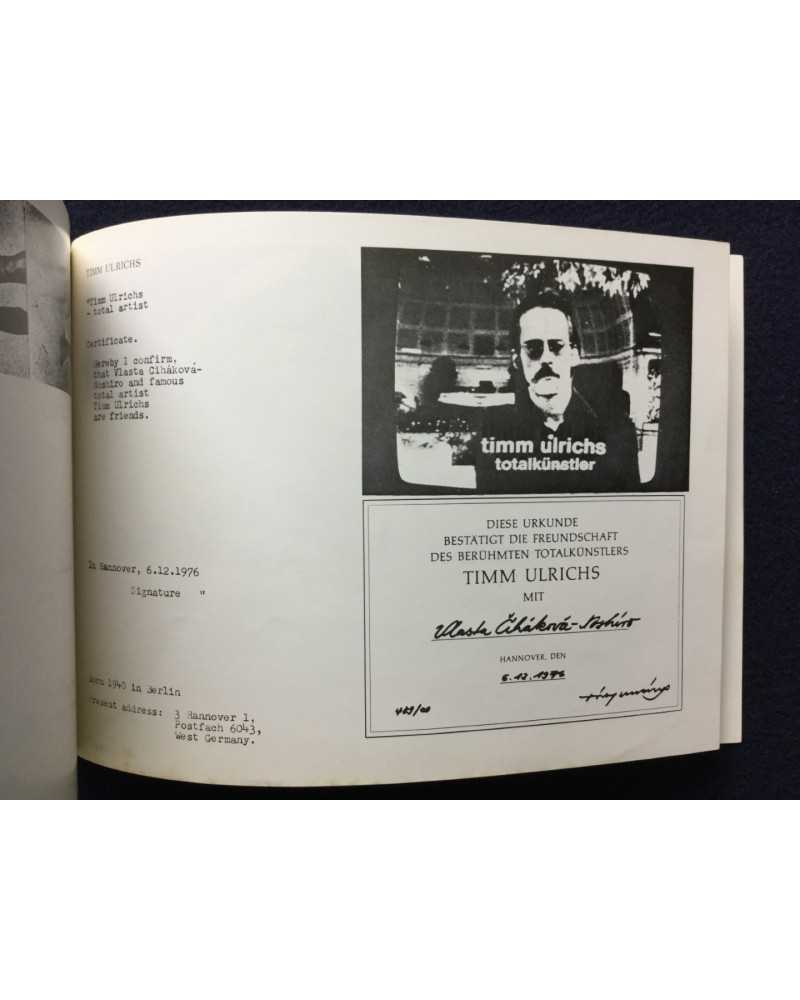 TIMM ULRICHS
"Timm Ulrichs
- total artist
Certificate.
Hereby I confirm,
that Vlasta Ciháková-
Noshiro and famous
total artist
Timm Ulrichs
are friends.
In Hannover, 6.12.1976
Signature "
Born 1940 in Berlin
Present address: 3 Hannover 1,
Postfach 6043,
West Germany.
timm ulrichs
totalkünstler
DIESE URKUNDE
BESTÄTIGT DIE FREUNDSCHAFT
DES BERÜHMTEN TOTALKÜNSTLERS
TIMM ULRICHS
MIT
Vlasta Čiháková-Noshiro
HANNOVER, DEN
6.12.1976